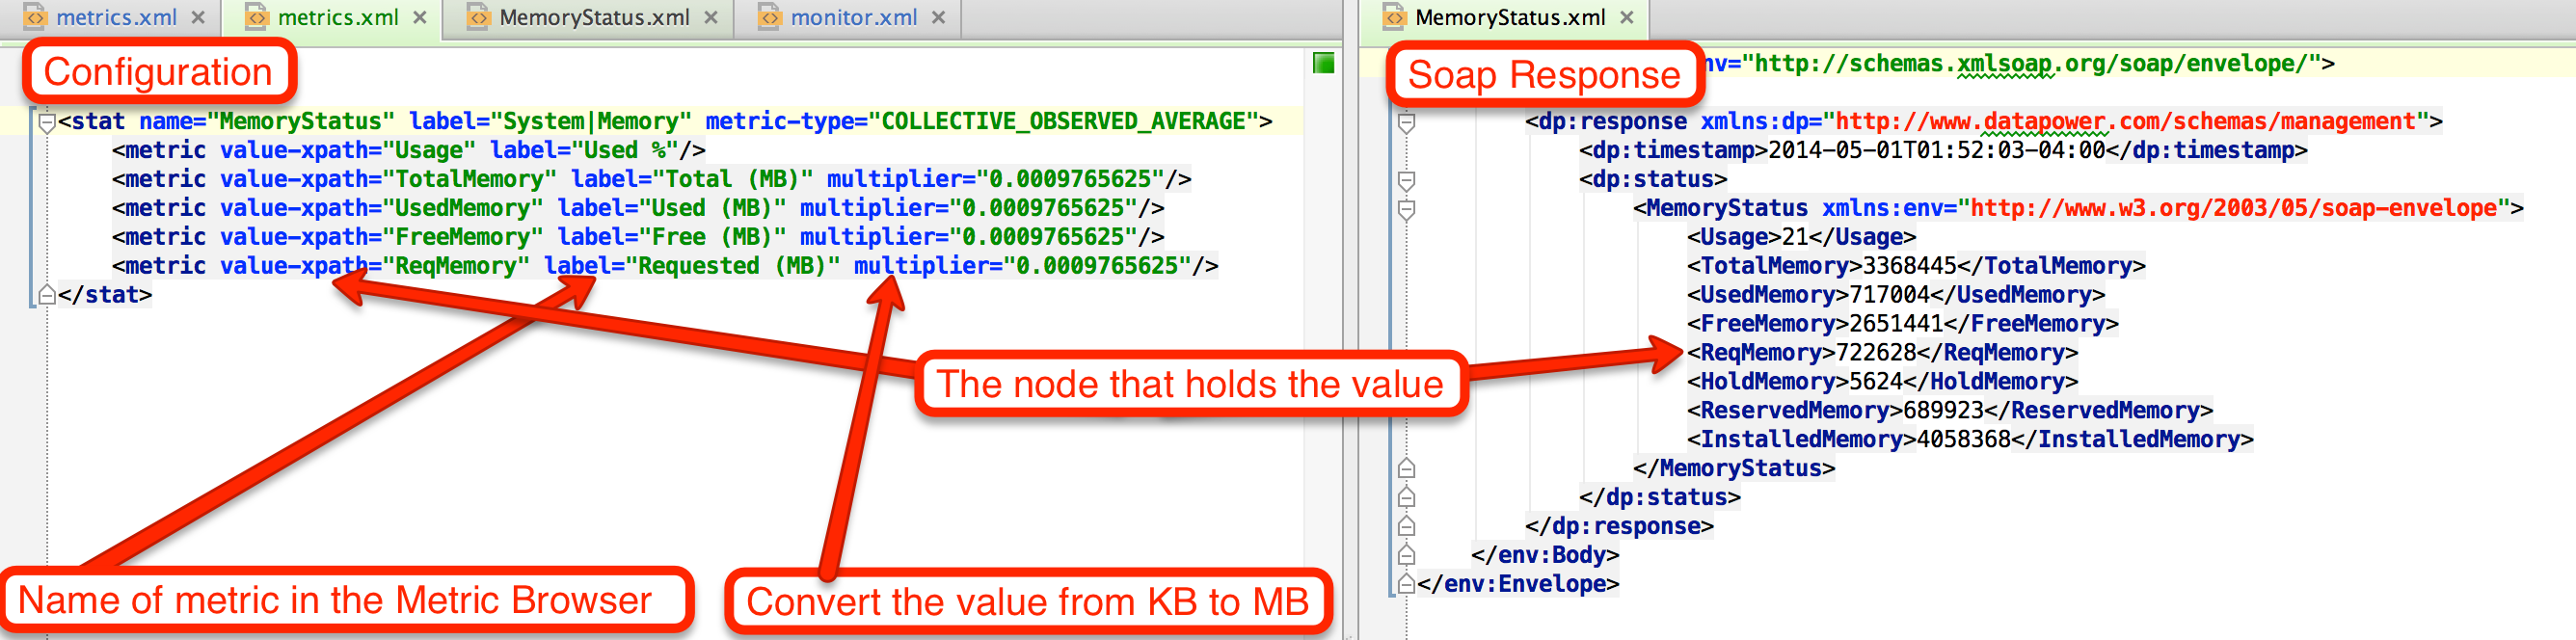 metrics.xml
metrics.xml
MemoryStatus.xml
monitor.xml
Configuration
<stat name="MemoryStatus" label="System|Memory" metric-type="COLLECTIVE_OBSERVED_AVERAGE">
<metric value-xpath="Usage" label="Used %"/>
<metric value-xpath="TotalMemory" label="Total (MB)" multiplier="0.0009765625"/>
<metric value-xpath="UsedMemory" label="Used (MB)" multiplier="0.0009765625"/>
<metric value-xpath="FreeMemory" label="Free (MB)" multiplier="0.0009765625"/>
<metric value-xpath="ReqMemory" label="Requested (MB)" multiplier="0.0009765625"/>
</stat>
The node that holds the value
Name of metric in the Metric Browser
Convert the value from KB to MB
MemoryStatus.xml
Soap Response
nv="http://schemas.xmlsoap.org/soap/envelope/">
<dp:response xmlns:dp="http://www.datapower.com/schemas/management">
<dp:timestamp>2014-05-01T01:52:03-04:00</dp:timestamp>
<dp:status>
<MemoryStatus xmlns:env="http://www.w3.org/2003/05/soap-envelope">
<Usage>21</Usage>
<TotalMemory>3368445</TotalMemory>
<UsedMemory>717004</UsedMemory>
<FreeMemory>2651441</FreeMemory>
<ReqMemory>722628</ReqMemory>
<HoldMemory>5624</HoldMemory>
<ReservedMemory>689923</ReservedMemory>
<InstalledMemory>4058368</InstalledMemory>
</MemoryStatus>
</dp:status>
</dp:response>
</env:Body>
</env:Envelope>